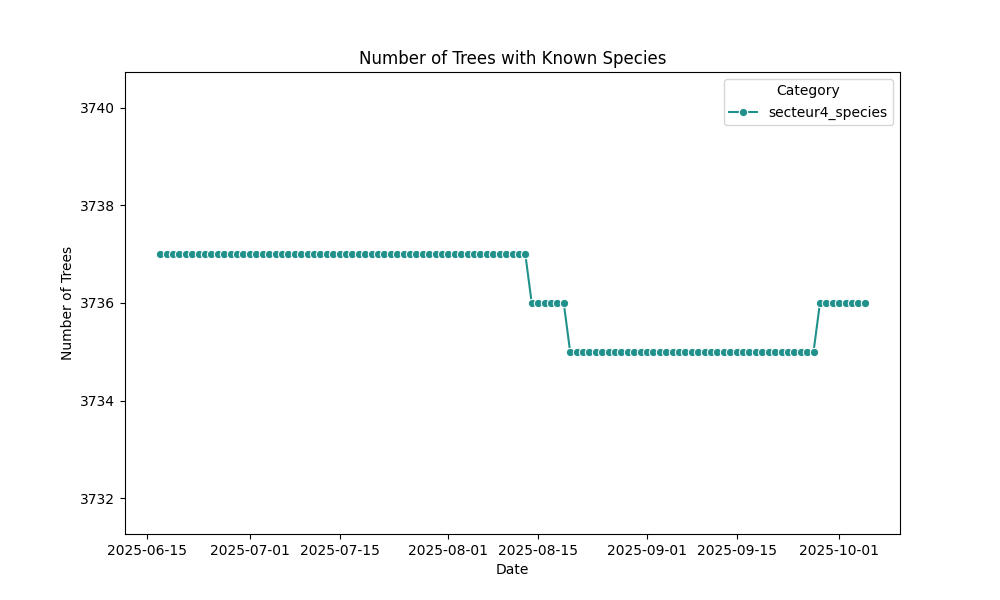 Number of Trees with Known Species
Category
secteur4_species
Number of Trees
3740
3738
3736
3734
3732
2025-06-15
2025-07-01
2025-07-15
2025-08-01
2025-08-15
2025-09-01
2025-09-15
2025-10-01
Date